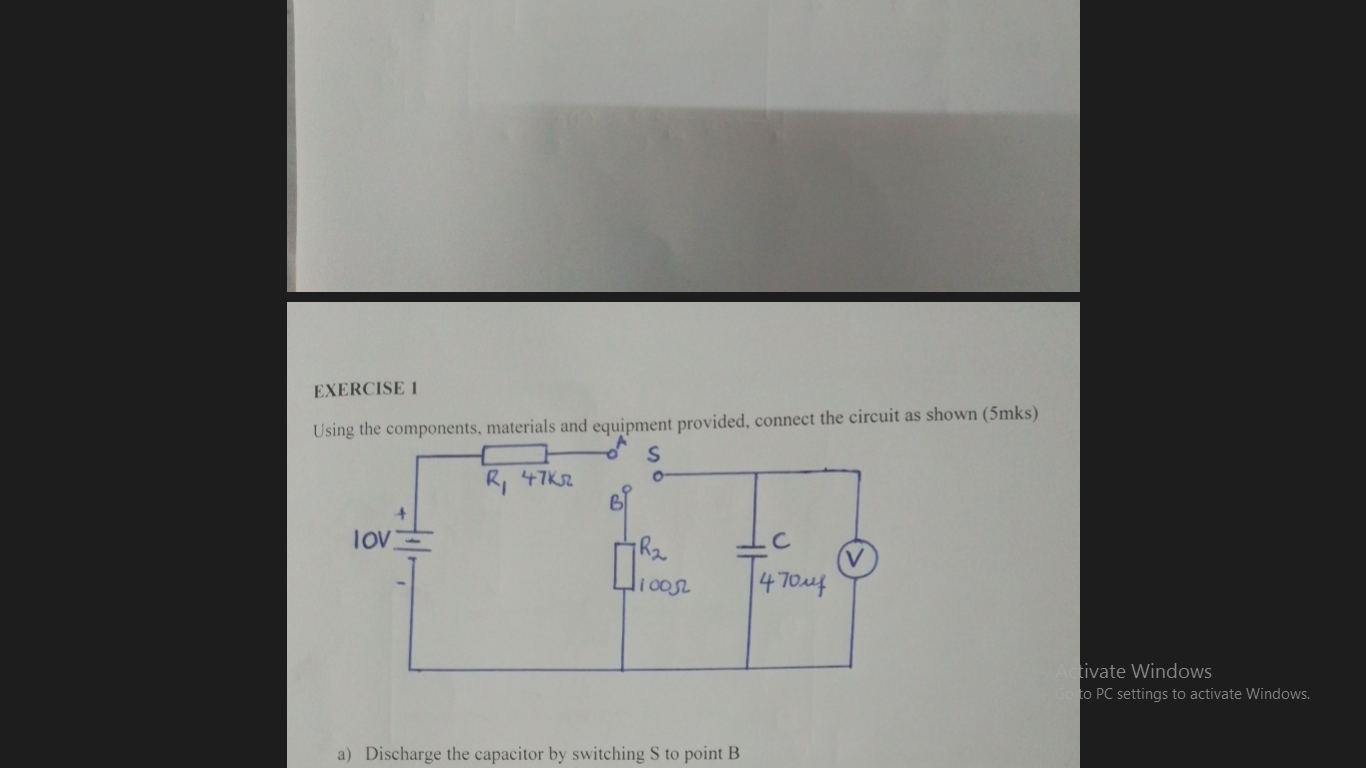 EXERCISE 1
Using the components, materials and equipment provided, connect the circuit as shown (5mks)
A
S
R1 47KΩ
B
+
10V
R2
C
V
-
100Ω
470uf
Activate Windows
Go to PC settings to activate Windows.
a) Discharge the capacitor by switching S to point B